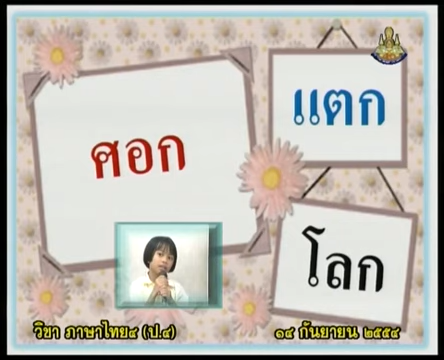 ศอก
แตก
โลก
วิชา ภาษาไทย๔ (ป.๔)
๑๔ กันยายน ๒๕๕๔